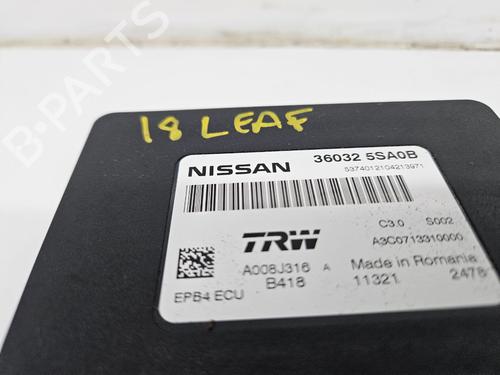 B-PARTS
18 LEAF
NISSAN 36032 5SA0B
5374012104213971
TRW
C3.0 S002
A3C0713310000
A008J316 A
Made in Romania
EPB4 ECU B418 11321 2478